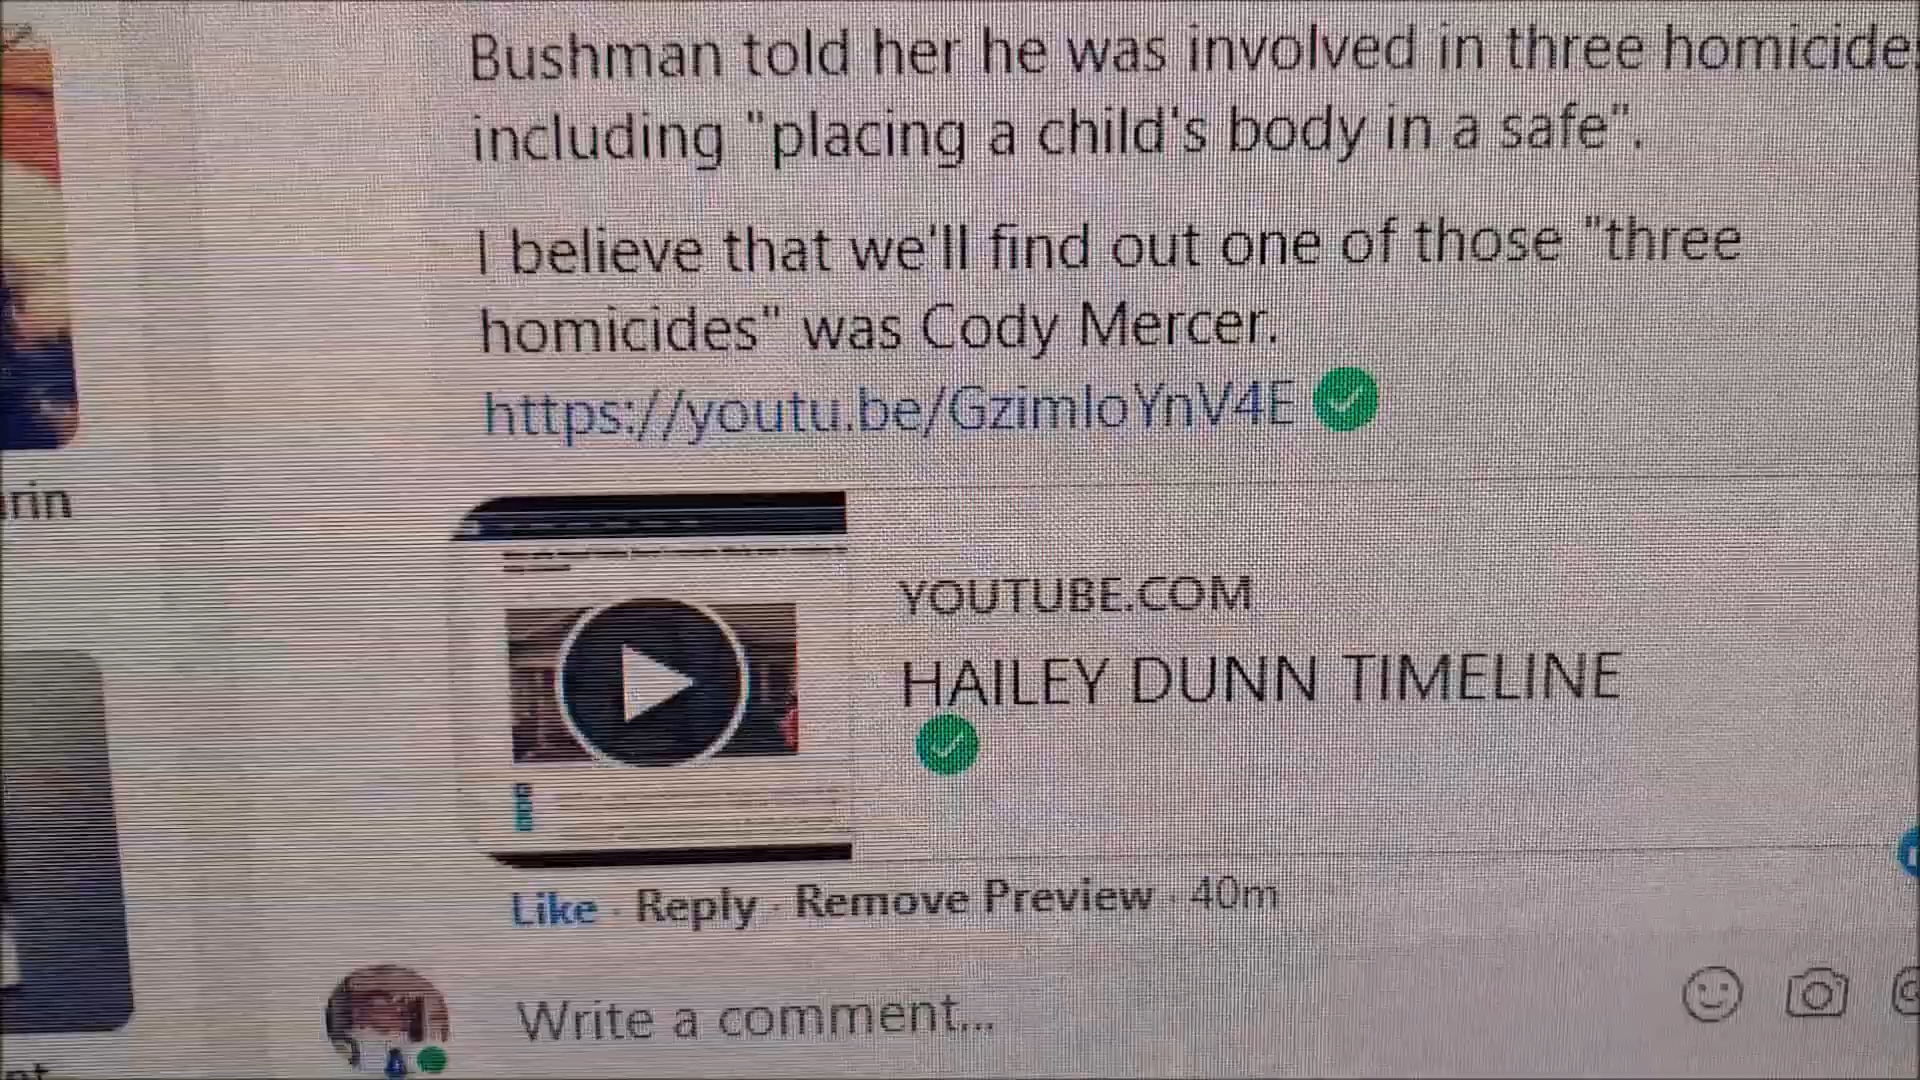 Bushman told her he was involved in three homicide
including "placing a child's body in a safe".
I believe that we'll find out one of those "three
homicides" was Cody Mercer.
https://youtu.be/GzimloYnV4E
rin
YOUTUBE.COM
HAILEY DUNN TIMELINE
Like · Reply · Remove Preview · 40m
Write a comment...